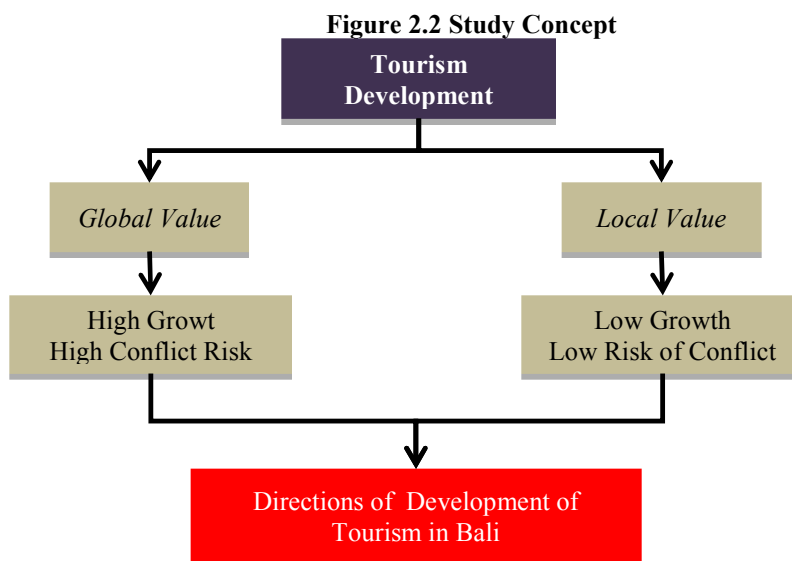 Figure 2.2 Study Concept
Tourism
Development
Global Value
Local Value
High Growt
High Conflict Risk
Low Growth
Low Risk of Conflict
Directions of Development of
Tourism in Bali